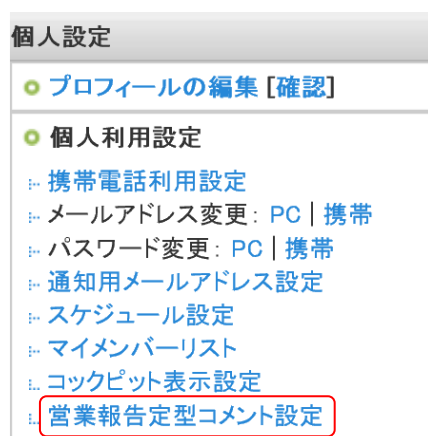 個人設定
プロフィールの編集 [確認]
個人利用設定
携帯電話利用設定
メールアドレス変更： PC | 携帯
パスワード変更： PC | 携帯
通知用メールアドレス設定
スケジュール設定
マイメンバーリスト
コックピット表示設定
営業報告定型コメント設定